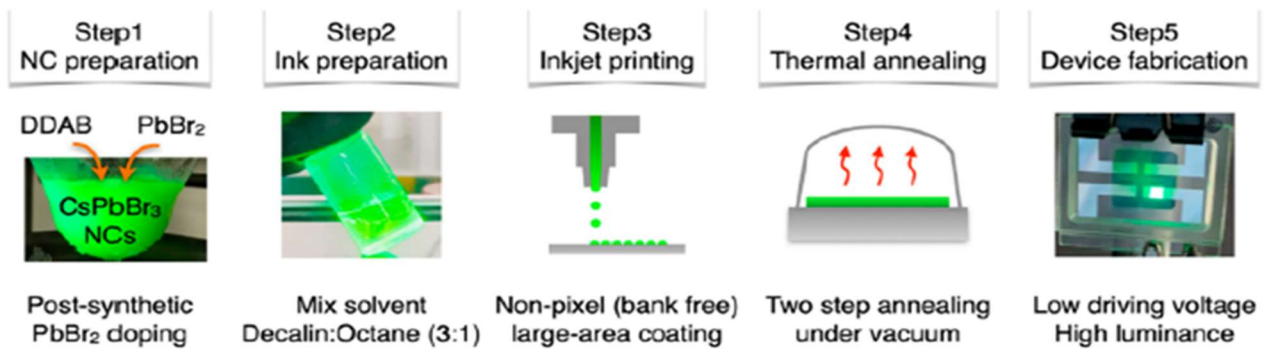 Step1
NC preparation
DDAB
PbBr₂
CsPbBr₃
NCs
Post-synthetic
PbBr₂ doping
Step2
Ink preparation
Mix solvent
Decalin:Octane (3:1)
Step3
Inkjet printing
Non-pixel (bank free)
large-area coating
Step4
Thermal annealing
Two step annealing
under vacuum
Step5
Device fabrication
Low driving voltage
High luminance